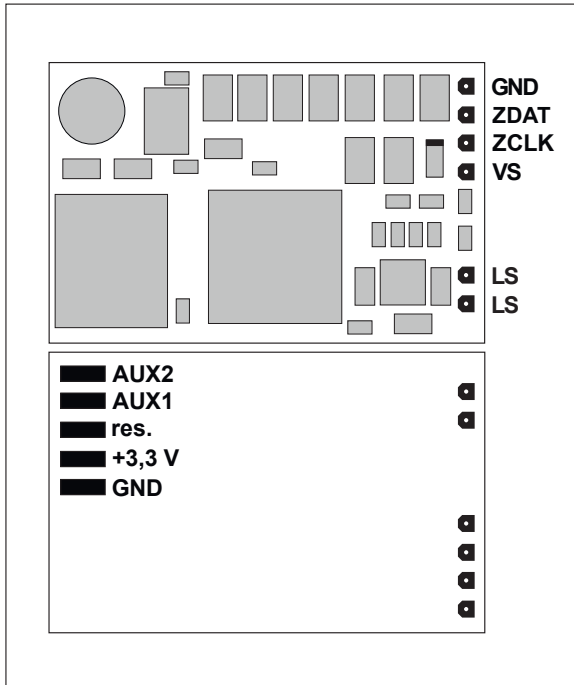 GND
ZDAT
ZCLK
VS
LS
LS
AUX2
AUX1
res.
+3,3 V
GND